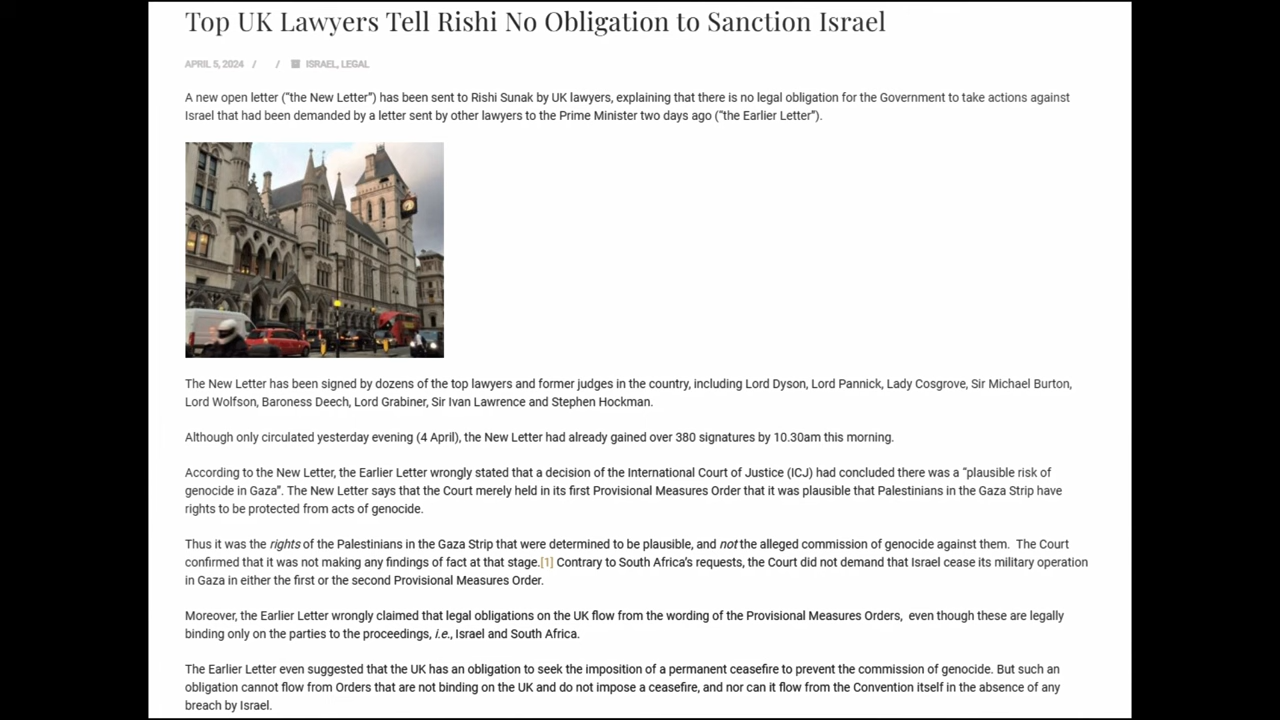 Top UK Lawyers Tell Rishi No Obligation to Sanction Israel
APRIL 5, 2024 / / ISRAEL, LEGAL
A new open letter (“the New Letter”) has been sent to Rishi Sunak by UK lawyers, explaining that there is no legal obligation for the Government to take actions against
Israel that had been demanded by a letter sent by other lawyers to the Prime Minister two days ago (“the Earlier Letter”).
The New Letter has been signed by dozens of the top lawyers and former judges in the country, including Lord Dyson, Lord Pannick, Lady Cosgrove, Sir Michael Burton,
Lord Wolfson, Baroness Deech, Lord Grabiner, Sir Ivan Lawrence and Stephen Hockman.
Although only circulated yesterday evening (4 April), the New Letter had already gained over 380 signatures by 10.30am this morning.
According to the New Letter, the Earlier Letter wrongly stated that a decision of the International Court of Justice (ICJ) had concluded there was a “plausible risk of
genocide in Gaza”. The New Letter says that the Court merely held in its first Provisional Measures Order that it was plausible that Palestinians in the Gaza Strip have
rights to be protected from acts of genocide.
Thus it was the rights of the Palestinians in the Gaza Strip that were determined to be plausible, and not the alleged commission of genocide against them. The Court
confirmed that it was not making any findings of fact at that stage.[1] Contrary to South Africa’s requests, the Court did not demand that Israel cease its military operation
in Gaza in either the first or the second Provisional Measures Order.
Moreover, the Earlier Letter wrongly claimed that legal obligations on the UK flow from the wording of the Provisional Measures Orders, even though these are legally
binding only on the parties to the proceedings, i.e., Israel and South Africa.
The Earlier Letter even suggested that the UK has an obligation to seek the imposition of a permanent ceasefire to prevent the commission of genocide. But such an
obligation cannot flow from Orders that are not binding on the UK and do not impose a ceasefire, and nor can it flow from the Convention itself in the absence of any
breach by Israel.